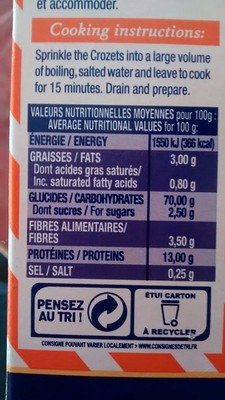 et accommoder.
Cooking instructions:
Sprinkle the Crozets into a large volume
of boiling, salted water and leave to cook
for 15 minutes. Drain and prepare.
VALEURS NUTRITIONNELLES MOYENNES pour 100g :
AVERAGE NUTRITIONAL VALUES for 100 g:
ÉNERGIE / ENERGY 1550 kJ (366 kcal)
GRAISSES / FATS 3,00 g
Dont acides gras saturés/
Inc. saturated fatty acids 0,80 g
GLUCIDES / CARBOHYDRATES 70,00 g
Dont sucres / For sugars 2,50 g
FIBRES ALIMENTAIRES/
FIBRES 3,50 g
PROTÉINES / PROTEINS 13,00 g
SEL / SALT 0,25 g
PENSEZ
AU TRI !
ÉTUI CARTON
À RECYCLER
CONSIGNE POUVANT VARIER LOCALEMENT > WWW.CONSIGNESDETRI.FR